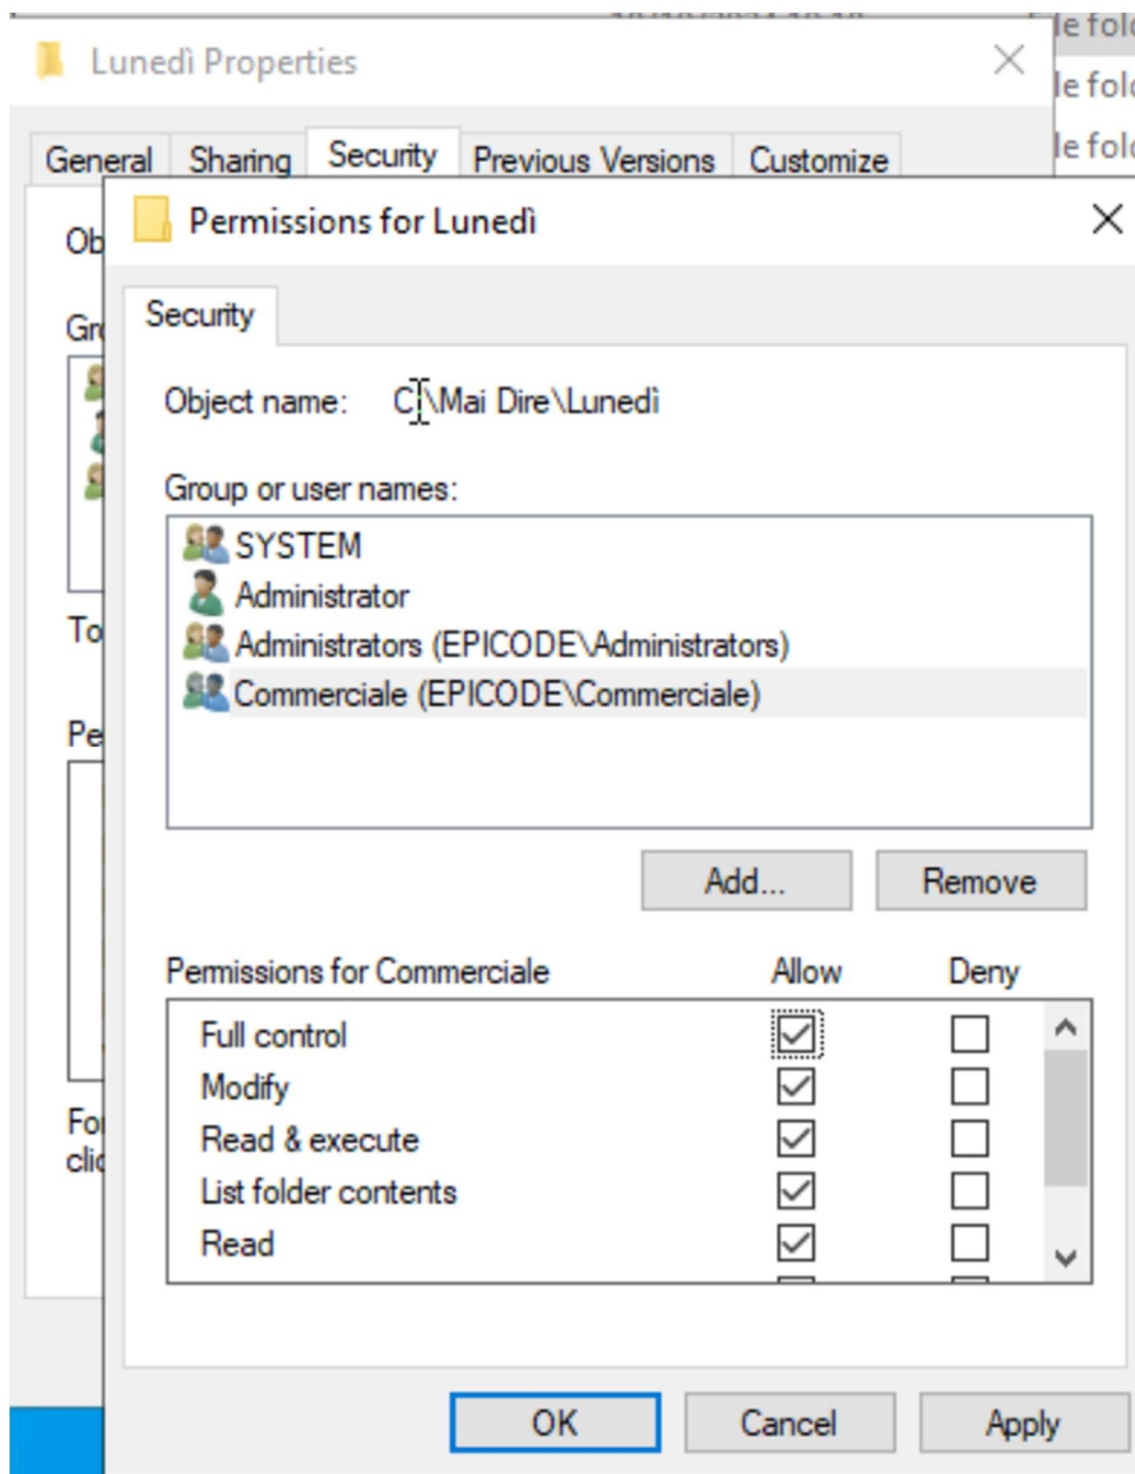 Lunedì Properties
General Sharing Security Previous Versions Customize
Permissions for Lunedì
Security
Object name: C:\Mai Dire\Lunedì
Group or user names:
SYSTEM
Administrator
Administrators (EPICODE\Administrators)
Commerciale (EPICODE\Commerciale)
Add...
Remove
Permissions for Commerciale Allow Deny
Full control
Modify
Read & execute
List folder contents
Read
OK Cancel Apply